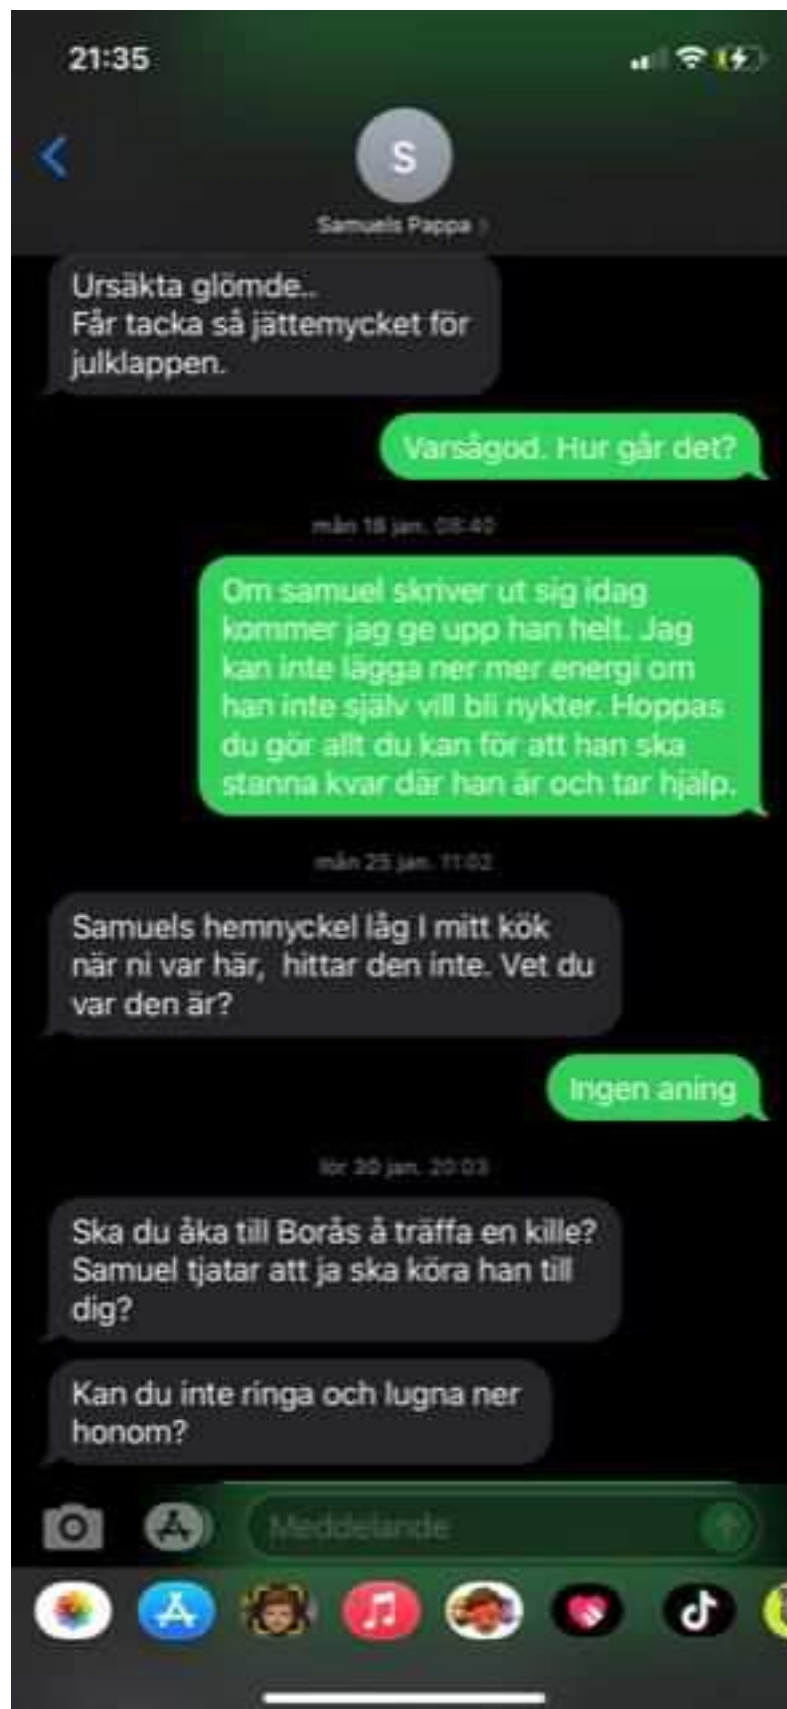 21:35
S
Samuels Pappa
Ursäkta glömde..
Får tacka så jättemycket för
julklappen.
Varsågod. Hur går det?
mån 18 jan. 08:40
Om samuel skriver ut sig idag
kommer jag ge upp han helt. Jag
kan inte lägga ner mer energi om
han inte själv vill bli nykter. Hoppas
du gör allt du kan för att han ska
stanna kvar där han är och tar hjälp.
mån 25 jan. 11:02
Samuels hemnyckel låg I mitt kök
när ni var här, hittar den inte. Vet du
var den är?
Ingen aning
lör 30 jan. 20:03
Ska du åka till Borås å träffa en kille?
Samuel tjatar att ja ska köra han till
dig?
Kan du inte ringa och lugna ner
honom?
Meddelande